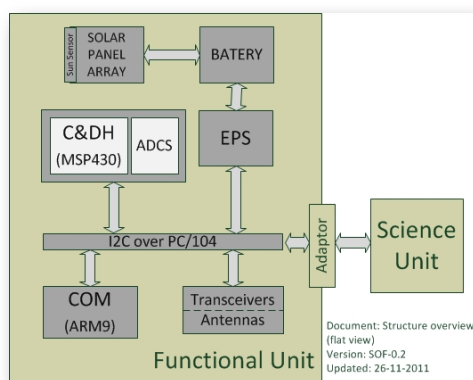 Sun Sensor
SOLAR
PANEL
ARRAY
BATERY
C&DH
(MSP430)
ADCS
EPS
I2C over PC/104
Adaptor
Science
Unit
COM
(ARM9)
Transceivers
Antennas
Functional Unit
Document: Structure overview
(flat view)
Version: SOF-0.2
Updated: 26-11-2011